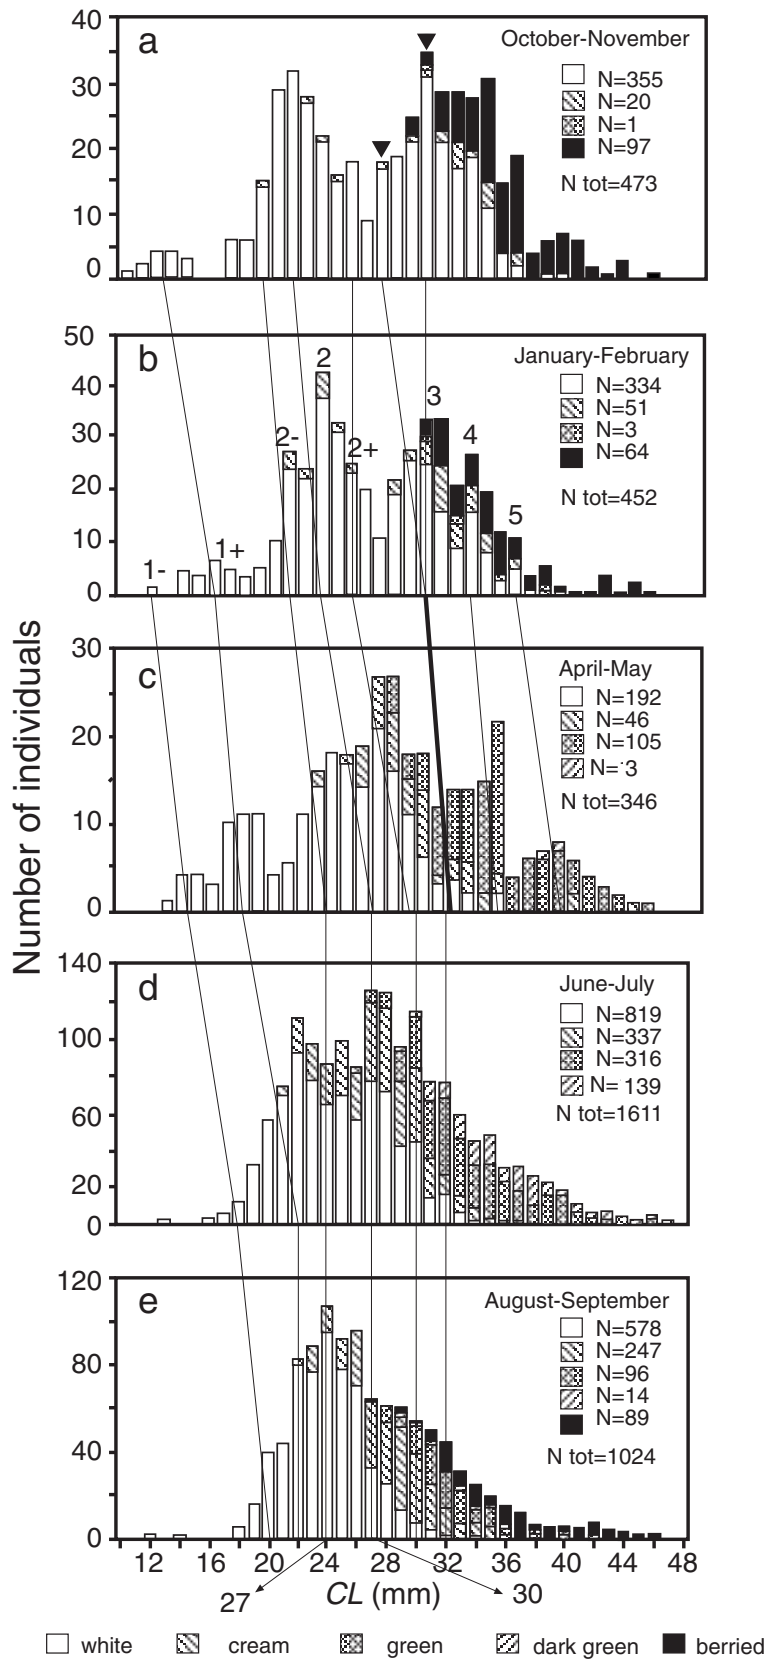 Number of individuals
40
30
20
10
0
a
October-November
N=355
N=20
N=1
N=97
N tot=473
50
40
30
20
10
0
b
January-February
N=334
N=51
N=3
N=64
N tot=452
1-
1+
2-
2
2+
3
4
5
30
20
10
0
c
April-May
N=192
N=46
N=105
N=3
N tot=346
140
100
60
20
0
d
June-July
N=819
N=337
N=316
N= 139
N tot=1611
120
80
40
0
e
August-September
N=578
N=247
N=96
N=14
N=89
N tot=1024
12 16 20 24 28 32 36 40 44 48
27 CL (mm) 30
white cream green dark green berried